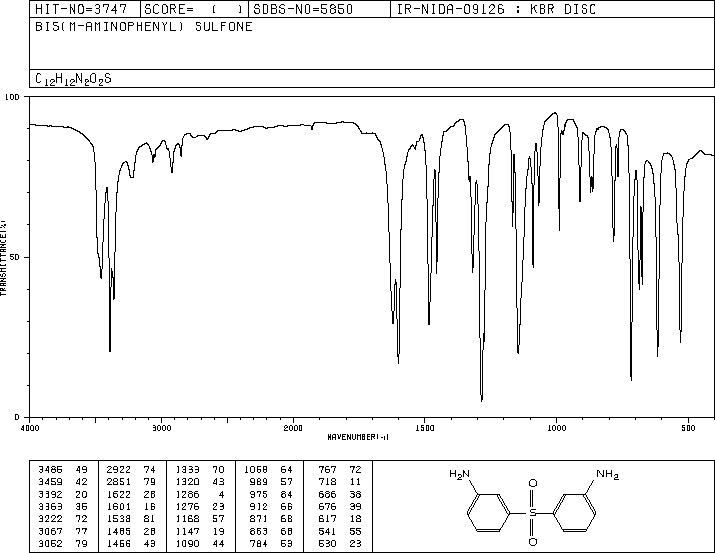 HIT-NO=3747 SCORE= ( ) SDBS-NO=5850 IR-NIDA-09126 : KBR DISC
BIS(M-AMINOPHENYL) SULFONE
C12H12N2O2S
100
50
0
TRANSMITTANCE(%)
4000 3000 2000 1500 1000 500
WAVENUMBER(-1)
3486 49 2922 74 1333 70 1068 64 767 72
3459 42 2851 79 1320 43 989 57 718 11
3392 20 1622 28 1286 4 975 84 686 38
3363 35 1601 16 1276 23 912 66 676 39
3222 72 1538 81 1168 57 871 68 617 18
3067 77 1485 28 1147 19 863 68 541 55
3052 79 1456 43 1090 44 784 53 530 23
H2N O NH2
S
O